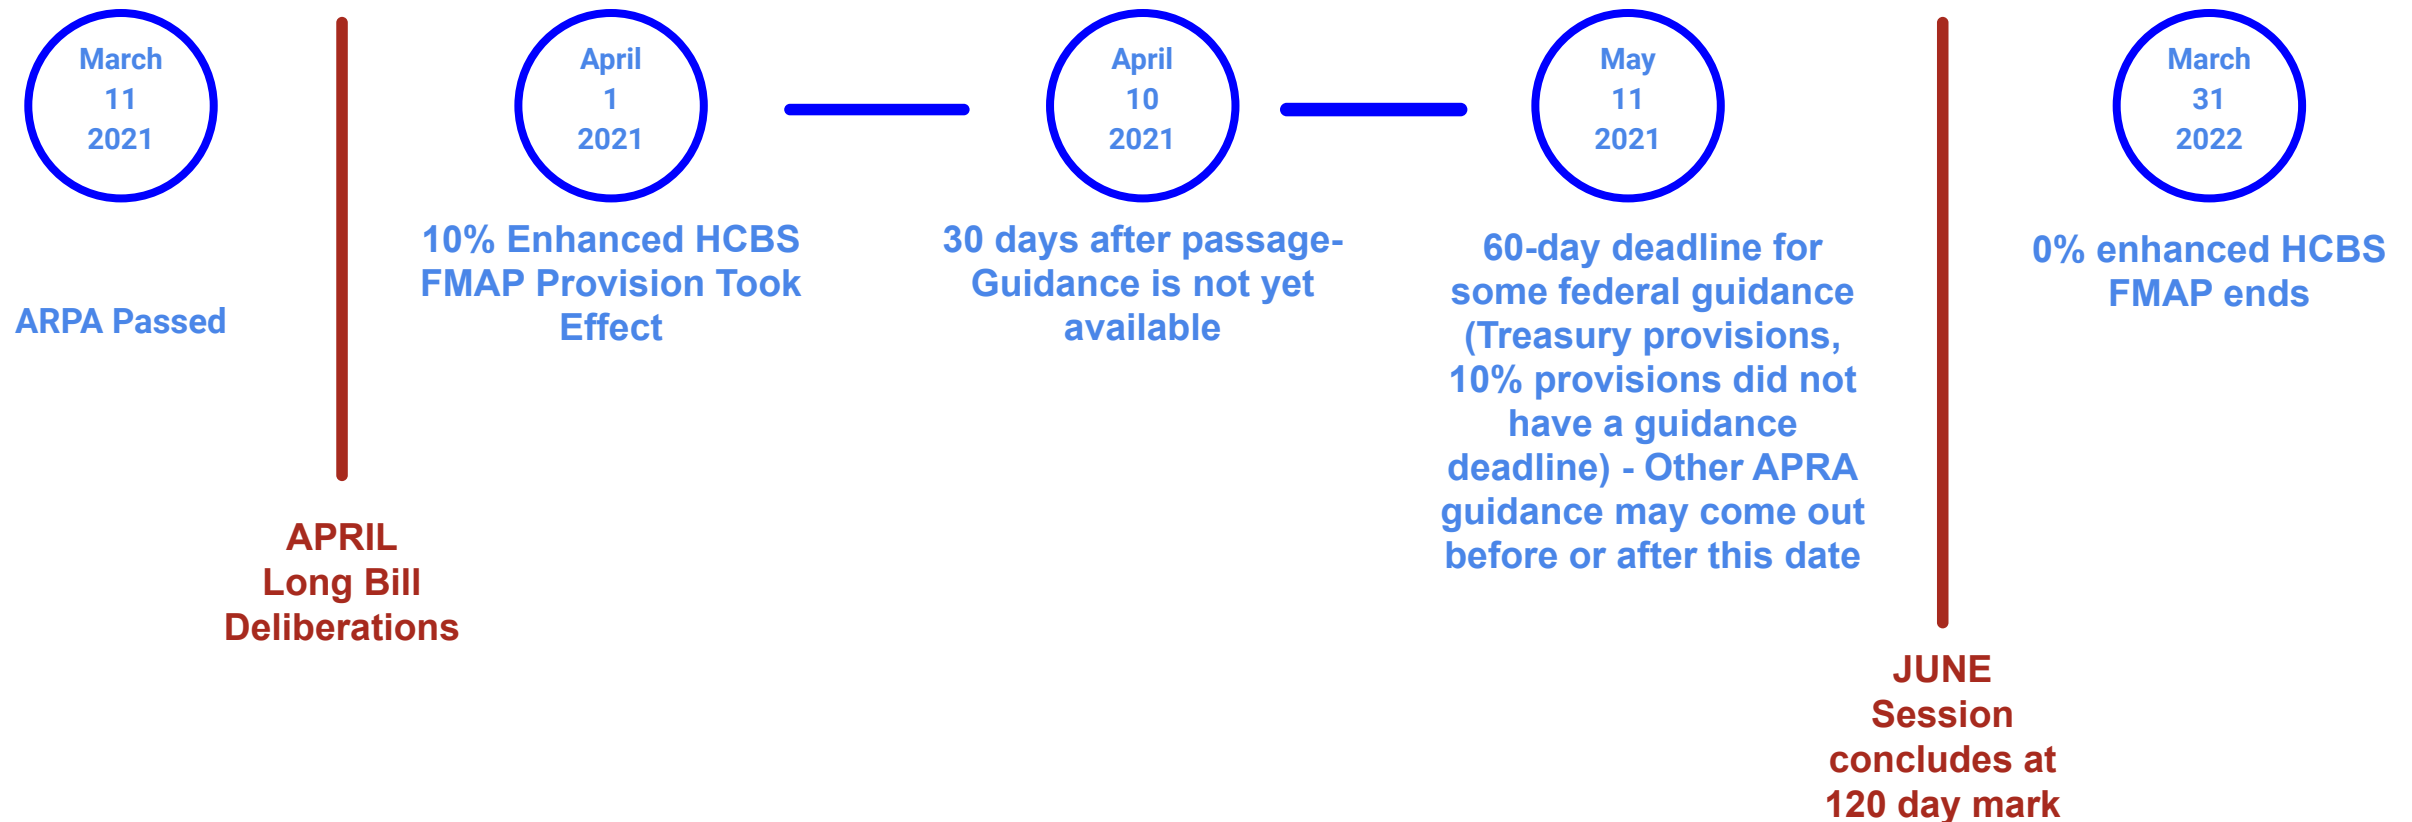 March
11
2021
ARPA Passed
APRIL
Long Bill
Deliberations
April
1
2021
10% Enhanced HCBS
FMAP Provision Took
Effect
April
10
2021
30 days after passage-
Guidance is not yet
available
May
11
2021
60-day deadline for
some federal guidance
(Treasury provisions,
10% provisions did not
have a guidance
deadline) - Other APRA
guidance may come out
before or after this date
JUNE
Session
concludes at
120 day mark
March
31
2022
0% enhanced HCBS
FMAP ends